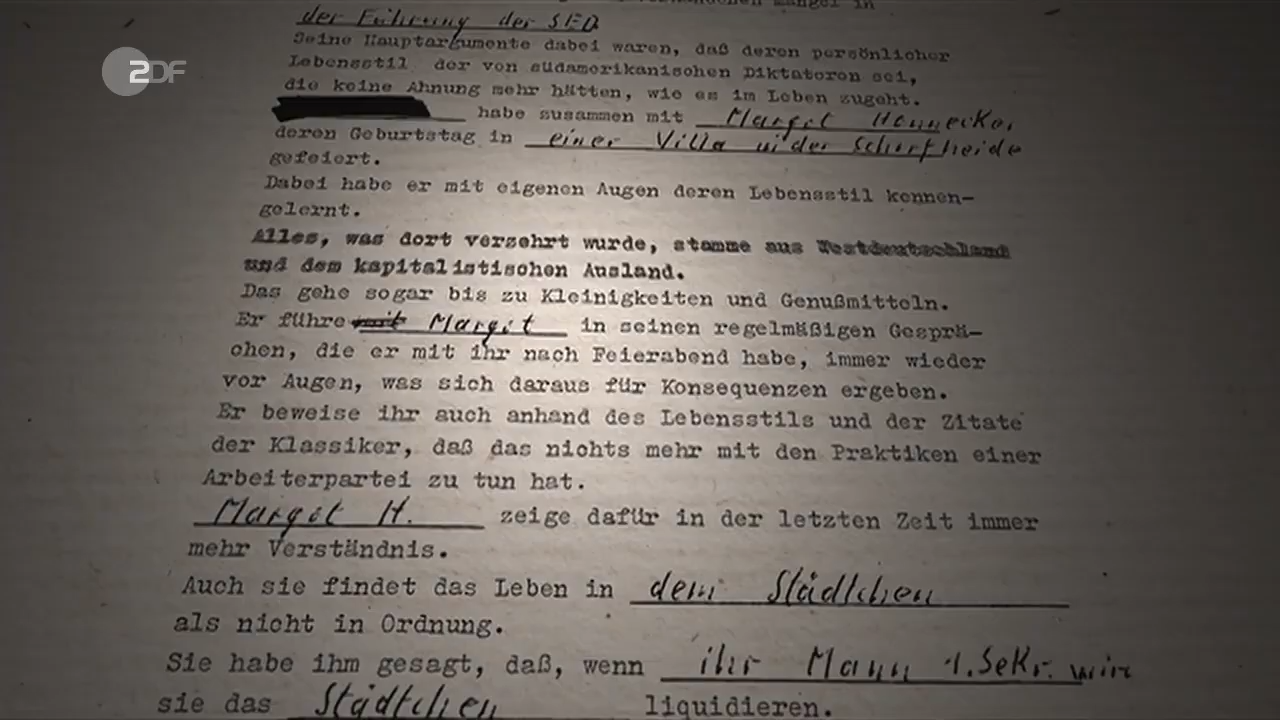 Mängel in
der Führung der SED.
Seine Hauptargumente dabei waren, daß deren persönlicher
ZDF
Lebensstil der von südamerikanischen Diktatoren sei,
die keine Ahnung mehr hätten, wie es im Leben zugeht.
habe zusammen mit Margit Honnecker,
deren Geburtstag in einer Villa in der Schorfheide
gefeiert.
Dabei habe er mit eigenen Augen deren Lebensstil kennen-
gelernt.
Alles, was dort verzehrt wurde, stamme aus Westdeutschland
und dem kapitalistischen Ausland.
Das gehe sogar bis zu Kleinigkeiten und Genußmitteln.
Er führe mit Margit in seinen regelmäßigen Gesprä-
chen, die er mit ihr nach Feierabend habe, immer wieder
vor Augen, was sich daraus für Konsequenzen ergeben.
Er beweise ihr auch anhand des Lebensstils und der Zitate
der Klassiker, daß das nichts mehr mit den Praktiken einer
Arbeiterpartei zu tun hat.
Margit H. zeige dafür in der letzten Zeit immer
mehr Verständnis.
Auch sie findet das Leben in dem Städtchen
als nicht in Ordnung.
Sie habe ihm gesagt, daß, wenn ihr Mann 1. Sekr. wird
sie das Städtchen liquidieren.